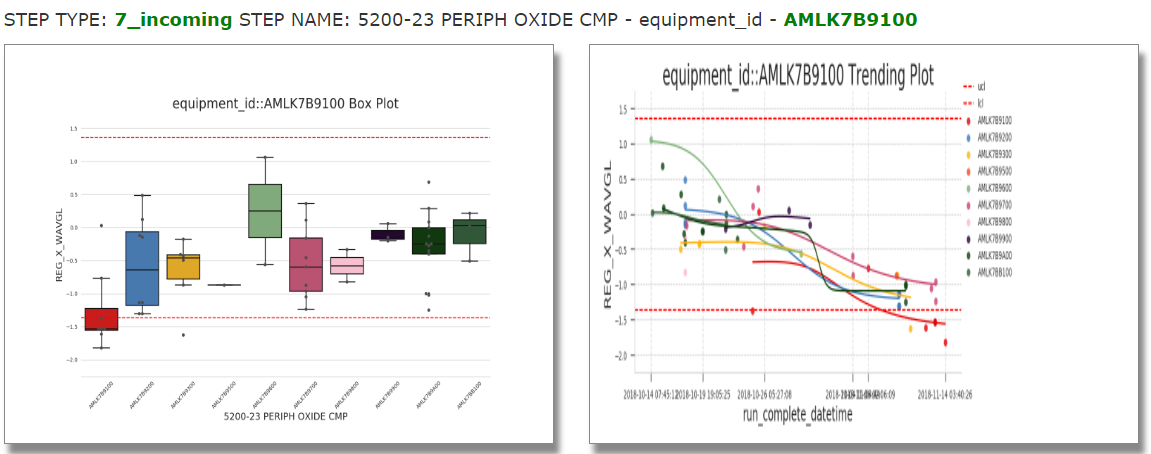 STEP TYPE: 7_incoming STEP NAME: 5200-23 PERIPH OXIDE CMP - equipment_id - AMLK7B9100
equipment_id::AMLK7B9100 Box Plot
REG_X_WAVGL
1.5
1.0
0.5
0.0
−0.5
−1.0
−1.5
−2.0
AMLK7B9100
AMLK7B9200
AMLK7B9300
AMLK7B9500
AMLK7B9600
AMLK7B9700
AMLK7B9800
AMLK7B9900
AMLK7B9A00
AMLK7BB100
5200-23 PERIPH OXIDE CMP
equipment_id::AMLK7B9100 Trending Plot
REG_X_WAVGL
1.5
1.0
0.5
0.0
−0.5
−1.0
−1.5
−2.0
2018-10-14 07:45:12
2018-10-19 19:05:25
2018-10-26 05:27:08
2018-11-14 03:40:26
run_complete_datetime
ucl
lcl
AMLK7B9100
AMLK7B9200
AMLK7B9300
AMLK7B9500
AMLK7B9600
AMLK7B9700
AMLK7B9800
AMLK7B9900
AMLK7B9A00
AMLK7BB100